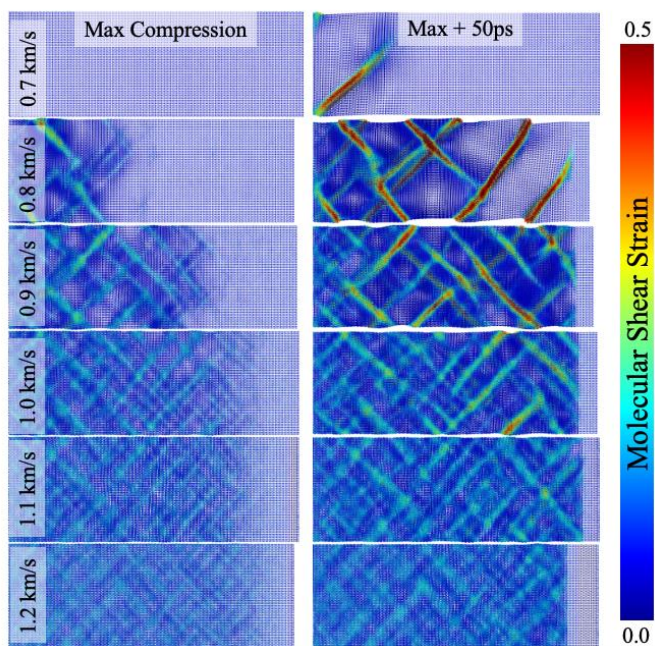 Max Compression
Max + 50ps
0.7 km/s
0.8 km/s
0.9 km/s
1.0 km/s
1.1 km/s
1.2 km/s
0.5
Molecular Shear Strain
0.0